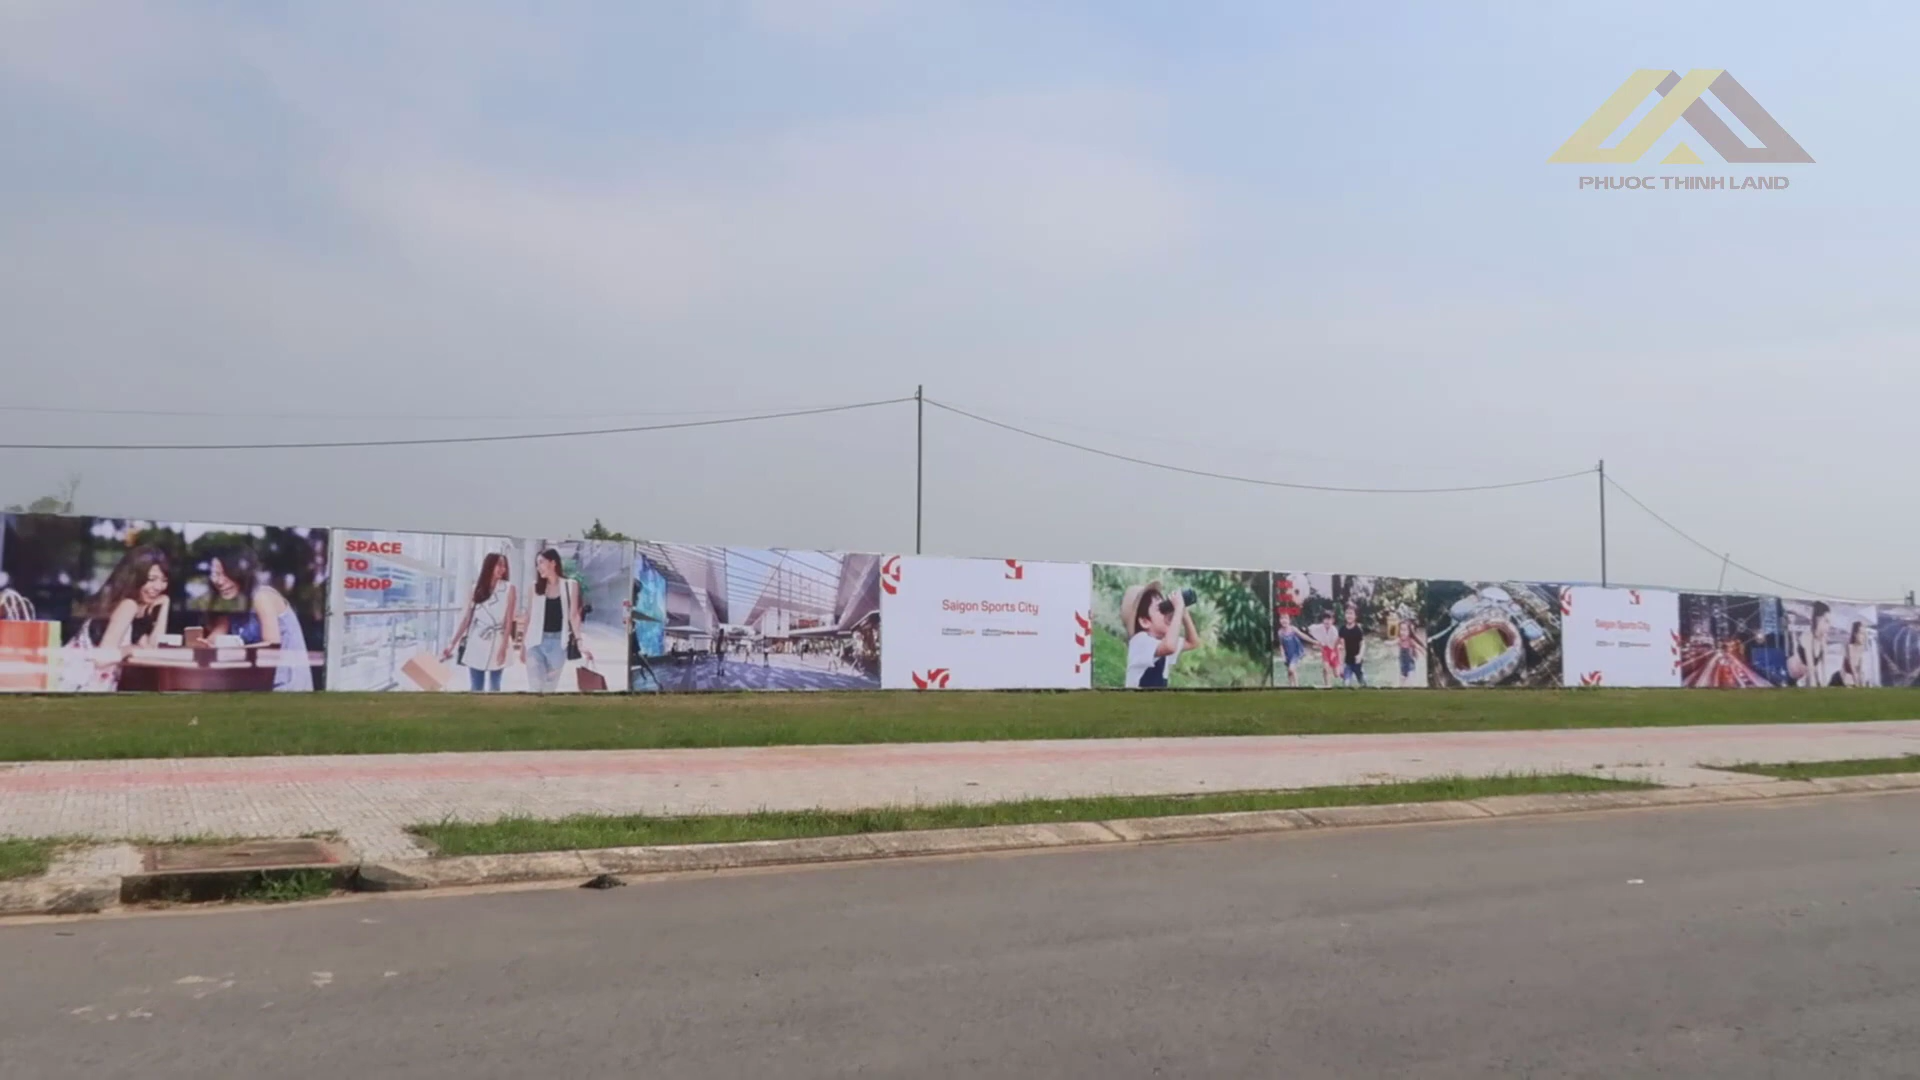 PHUOC THINH LAND
SPACE
TO
SHOP
Saigon Sports City
Saigon Sports City